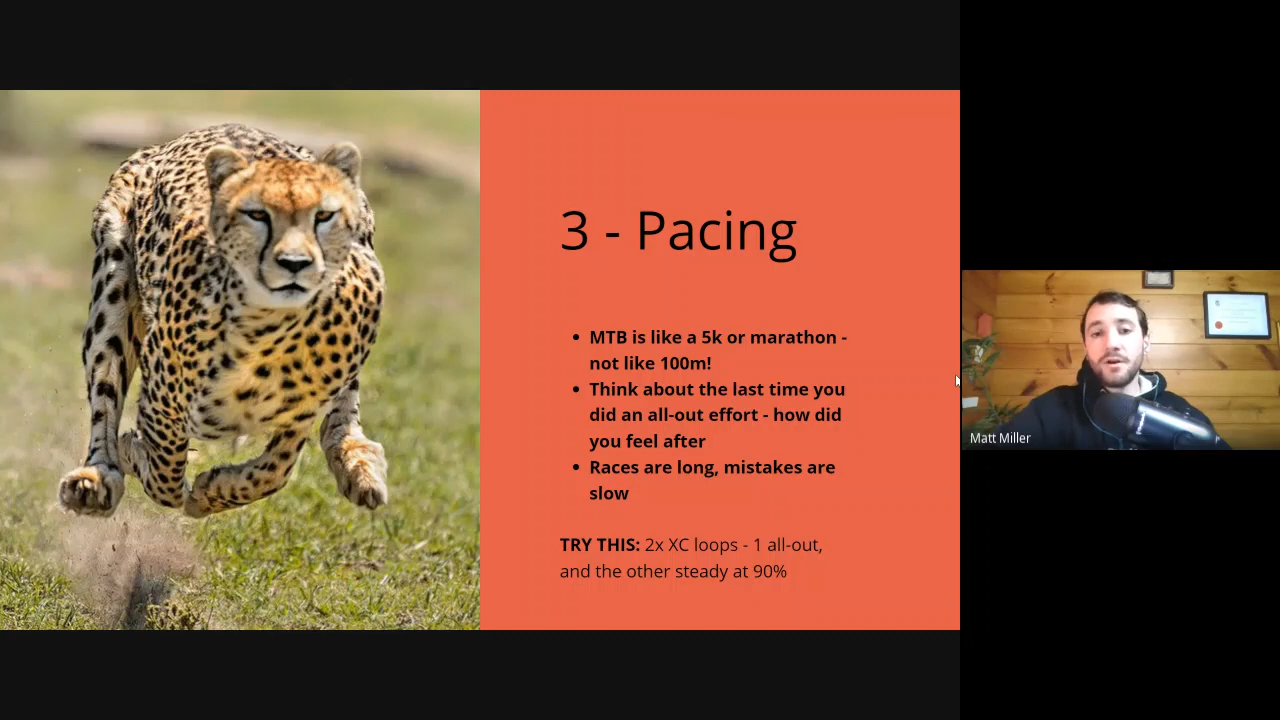 3 - Pacing
MTB is like a 5k or marathon -
not like 100m!
Think about the last time you
did an all-out effort - how did
you feel after
Races are long, mistakes are
slow
TRY THIS: 2x XC loops - 1 all-out,
and the other steady at 90%
Matt Miller